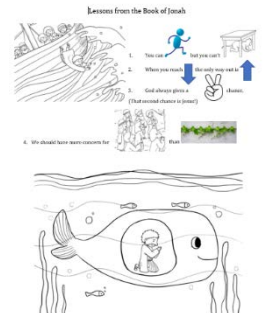 Lessons from the Book of Jonah
1. You can but you can't
2. When you reach the only way out is
3. God always gives a chance.
(That second chance is Jesus!)
4. We should have more concern for than